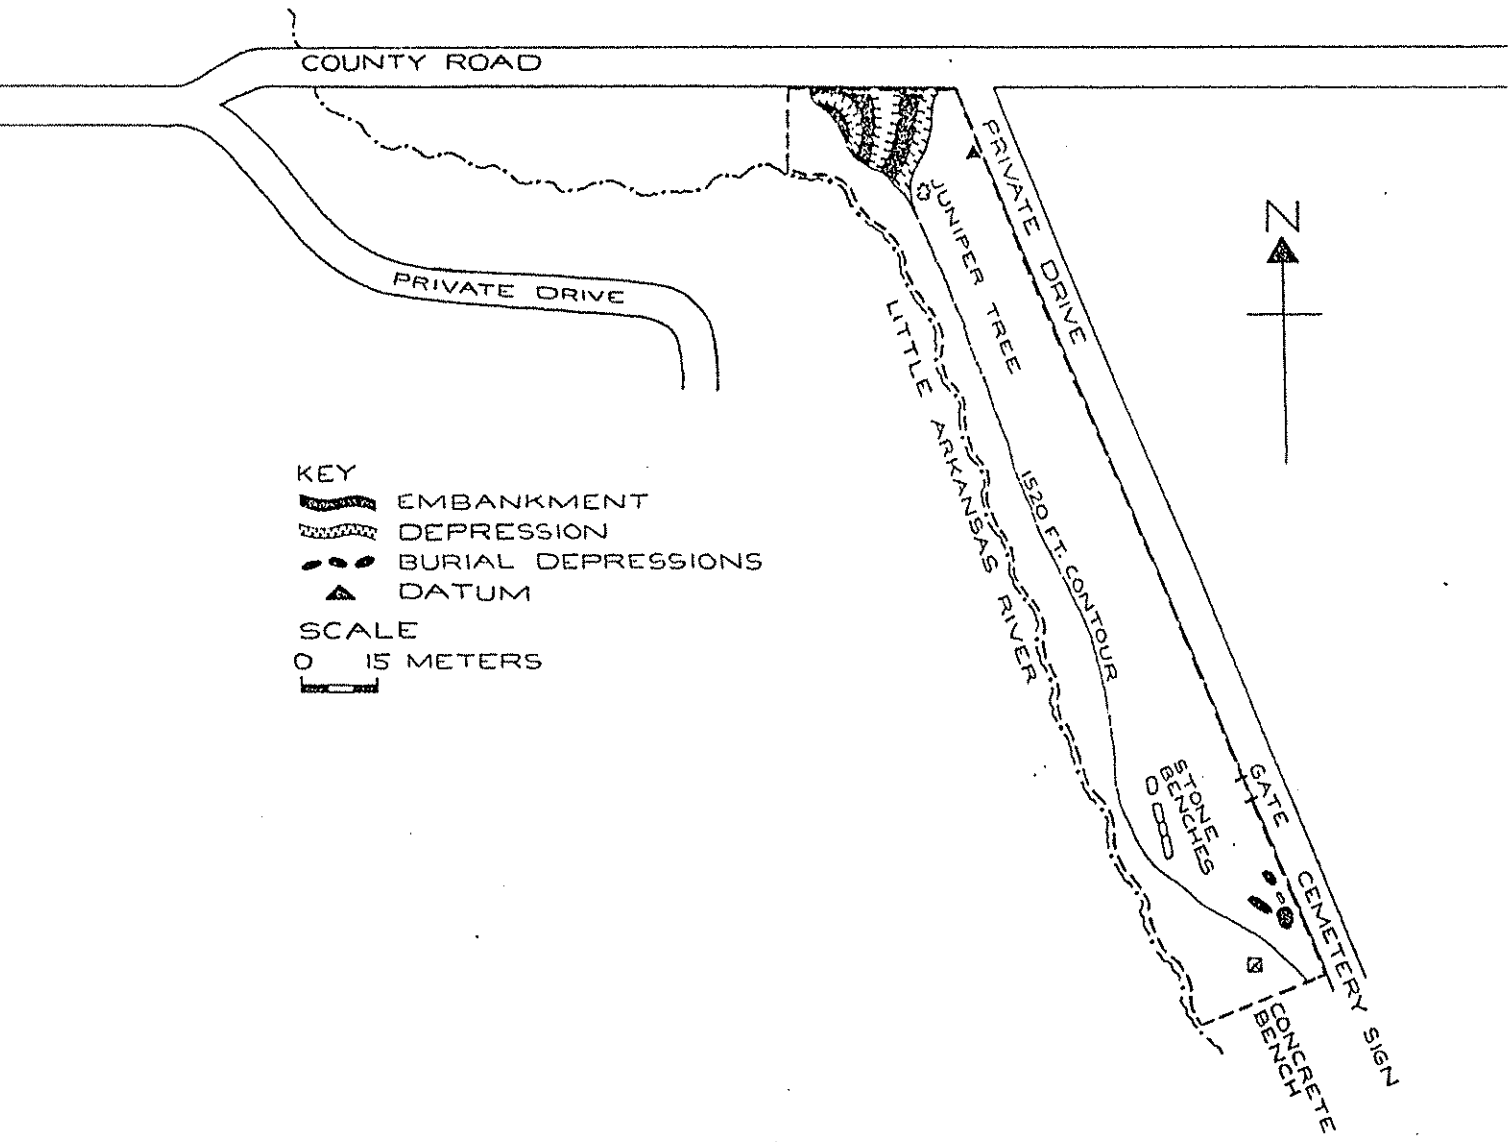 COUNTY ROAD
PRIVATE DRIVE
JUNIPER TREE
N
PRIVATE DRIVE
LITTLE ARKANSAS RIVER
1520 FT. CONTOUR
KEY
EMBANKMENT
DEPRESSION
BURIAL DEPRESSIONS
DATUM
SCALE
0 15 METERS
STONE
BENCHES
GATE
CEMETERY SIGN
CONCRETE
BENCH